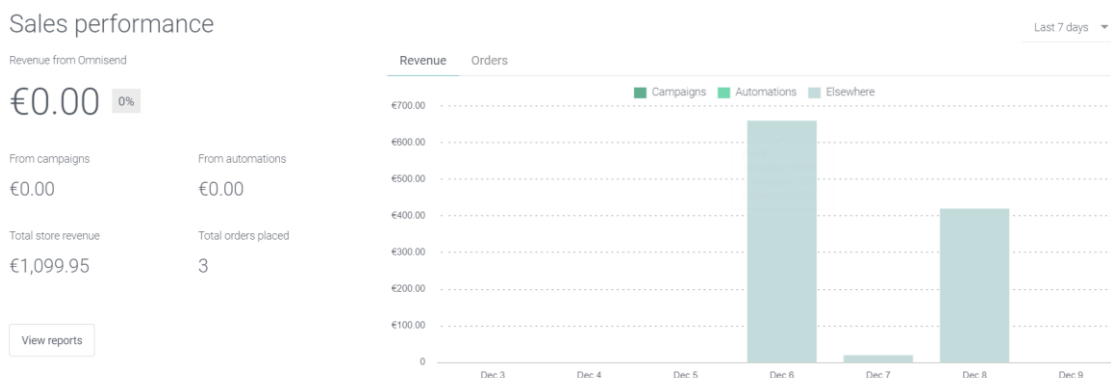 Sales performance
Last 7 days
Revenue from Omnisend
€0.00 0%
From campaigns From automations
€0.00 €0.00
Total store revenue Total orders placed
€1,099.95 3
View reports
Revenue Orders
Campaigns Automations Elsewhere
€700.00
€600.00
€500.00
€400.00
€300.00
€200.00
€100.00
0
Dec 3 Dec 4 Dec 5 Dec 6 Dec 7 Dec 8 Dec 9